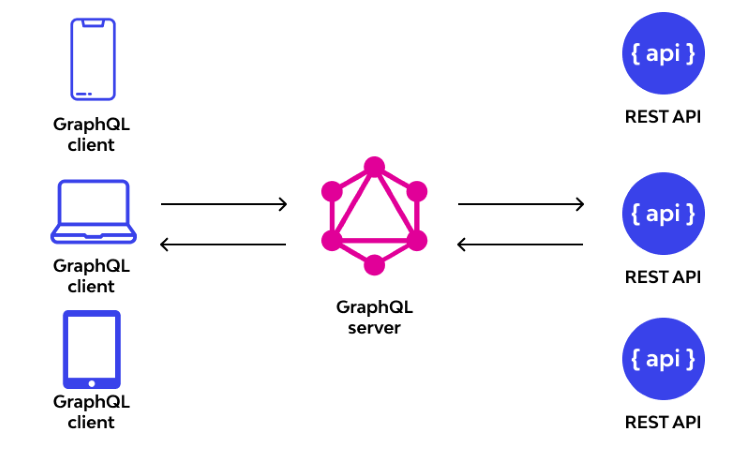 GraphQL
client
GraphQL
client
GraphQL
client
GraphQL
server
{ api }
REST API
{ api }
REST API
{ api }
REST API